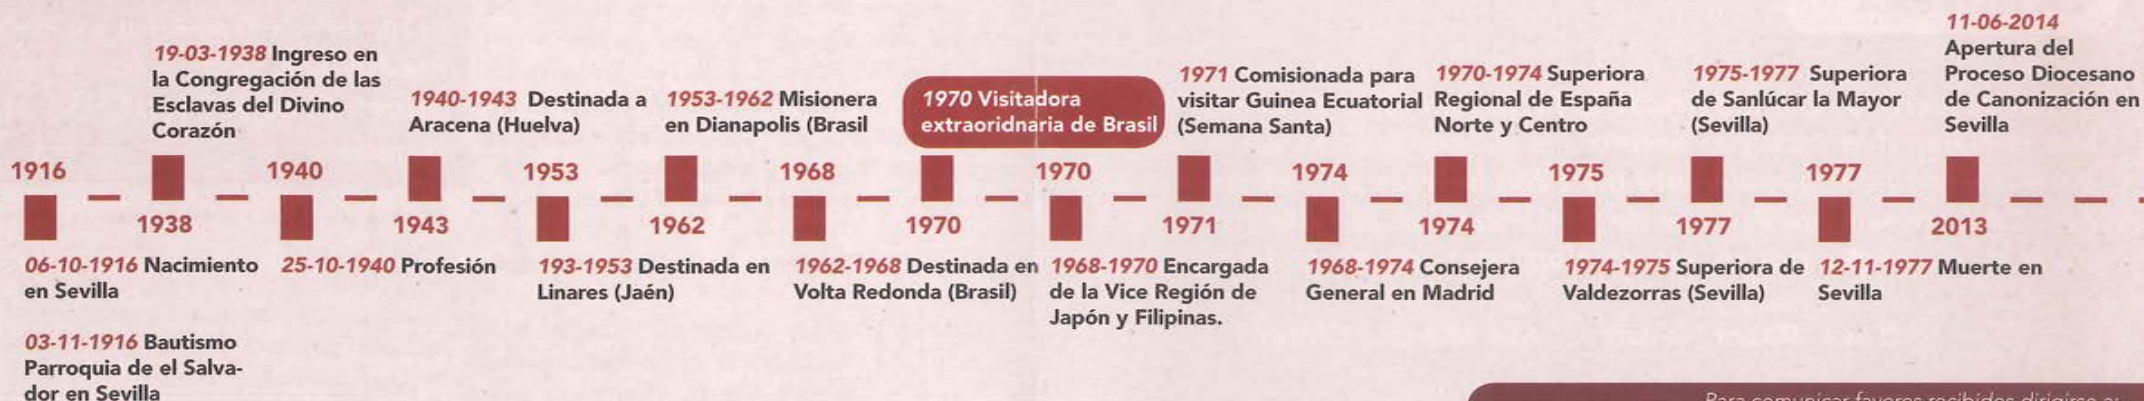 19-03-1938 Ingreso en
la Congregación de las
Esclavas del Divino
Corazón
1940-1943 Destinada a
Aracena (Huelva)
1953-1962 Misionera
en Dianapolis (Brasil
1970 Visitadora
extraoridnaria de Brasil
1971 Comisionada para
visitar Guinea Ecuatorial
(Semana Santa)
1970-1974 Superiora
Regional de España
Norte y Centro
1975-1977 Superiora
de Sanlúcar la Mayor
(Sevilla)
11-06-2014
Apertura del
Proceso Diocesano
de Canonización en
Sevilla
1916
1940
1953
1968
1970
1974
1975
1977
1938
1943
1962
1970
1971
1974
1977
2013
06-10-1916 Nacimiento
en Sevilla
03-11-1916 Bautismo
Parroquia de el Salva-
dor en Sevilla
25-10-1940 Profesión
193-1953 Destinada en
Linares (Jaén)
1962-1968 Destinada en
Volta Redonda (Brasil)
1968-1970 Encargada
de la Vice Región de
Japón y Filipinas.
1968-1974 Consejera
General en Madrid
1974-1975 Superiora de
Valdezorras (Sevilla)
12-11-1977 Muerte en
Sevilla
Para comunicar favores recibidos dirigirse a: